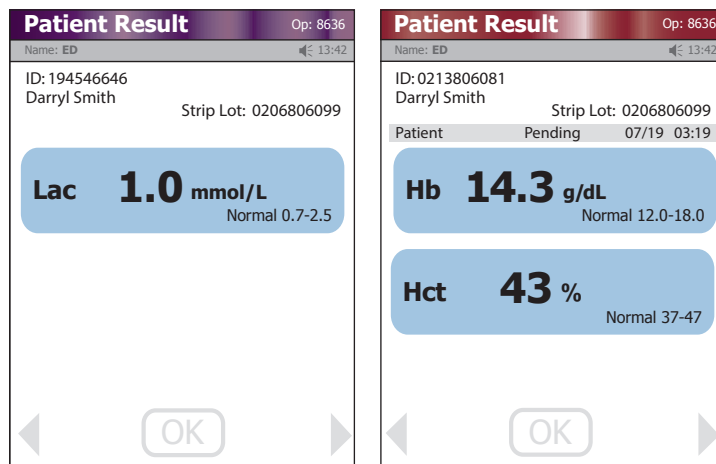 Patient Result Op: 8636
Name: ED 13:42
ID: 194546646
Darryl Smith
Strip Lot: 0206806099
Lac 1.0 mmol/L
Normal 0.7-2.5
OK
Patient Result Op: 8636
Name: ED 13:42
ID: 0213806081
Darryl Smith
Strip Lot: 0206806099
Patient Pending 07/19 03:19
Hb 14.3 g/dL
Normal 12.0-18.0
Hct 43 %
Normal 37-47
OK